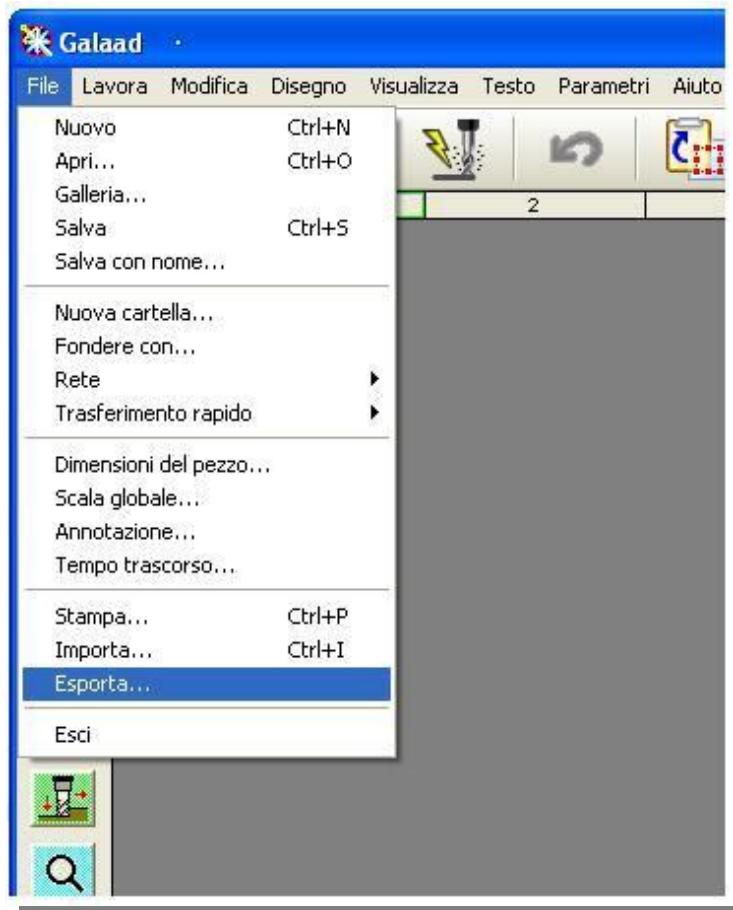 Galaad
File Lavora Modifica Disegno Visualizza Testo Parametri Aiuto
Nuovo Ctrl+N
Apri... Ctrl+O
Galleria...
Salva Ctrl+S
Salva con nome...
Nuova cartella...
Fondere con...
Rete
Trasferimento rapido
Dimensioni del pezzo...
Scala globale...
Annotazione...
Tempo trascorso...
Stampa... Ctrl+P
Importa... Ctrl+I
Esporta...
Esci
2